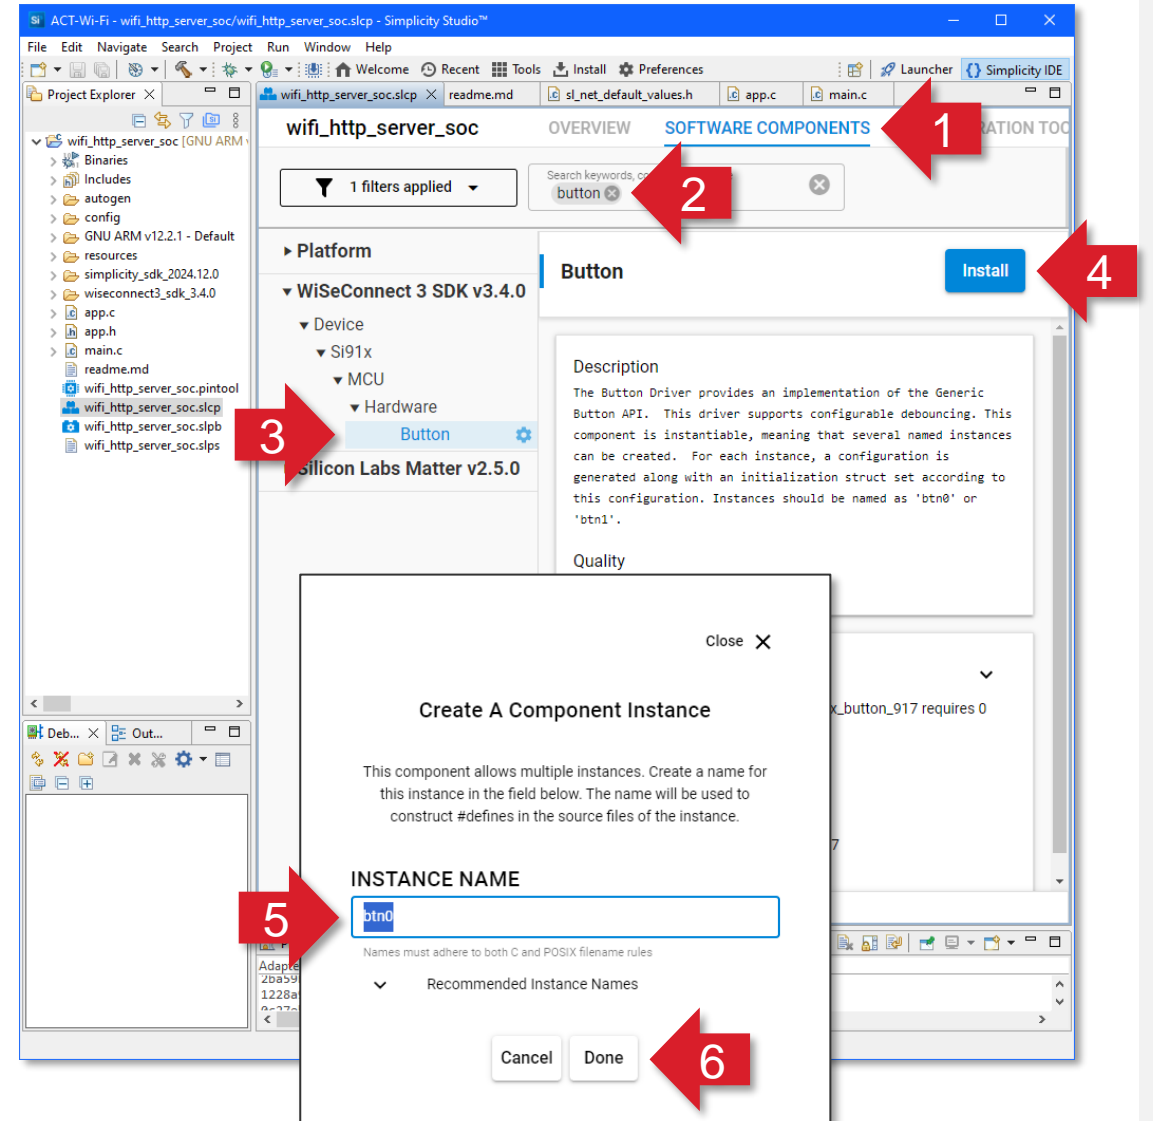 ACT-Wi-Fi - wifi_http_server_soc/wifi_http_server_soc.slcp - Simplicity Studio™
File Edit Navigate Search Project Run Window Help
Welcome Recent Tools Install Preferences Launcher {} Simplicity IDE
Project Explorer
wifi_http_server_soc.slcp readme.md sl_net_default_values.h app.c main.c
wifi_http_server_soc [GNU ARM
Binaries
Includes
autogen
config
GNU ARM v12.2.1 - Default
resources
simplicity_sdk_2024.12.0
wiseconnect3_sdk_3.4.0
app.c
app.h
main.c
readme.md
wifi_http_server_soc.pintool
wifi_http_server_soc.slcp
wifi_http_server_soc.slpb
wifi_http_server_soc.slps
wifi_http_server_soc
OVERVIEW SOFTWARE COMPONENTS
1
1 filters applied
Search keywords,
button
2
Platform
WiSeConnect 3 SDK v3.4.0
Device
Si91x
MCU
Hardware
Button
3
Silicon Labs Matter v2.5.0
Button
Install
4
Description
The Button Driver provides an implementation of the Generic
Button API. This driver supports configurable debouncing. This
component is instantiable, meaning that several named instances
can be created. For each instance, a configuration is
generated along with an initialization struct set according to
this configuration. Instances should be named as 'btn0' or
'btn1'.
Quality
x_button_917 requires 0
7
Deb... Out...
Close
Create A Component Instance
This component allows multiple instances. Create a name for
this instance in the field below. The name will be used to
construct #defines in the source files of the instance.
INSTANCE NAME
5
btn0
Names must adhere to both C and POSIX filename rules
Recommended Instance Names
Cancel Done
6
Adapte
2ba59
1228a